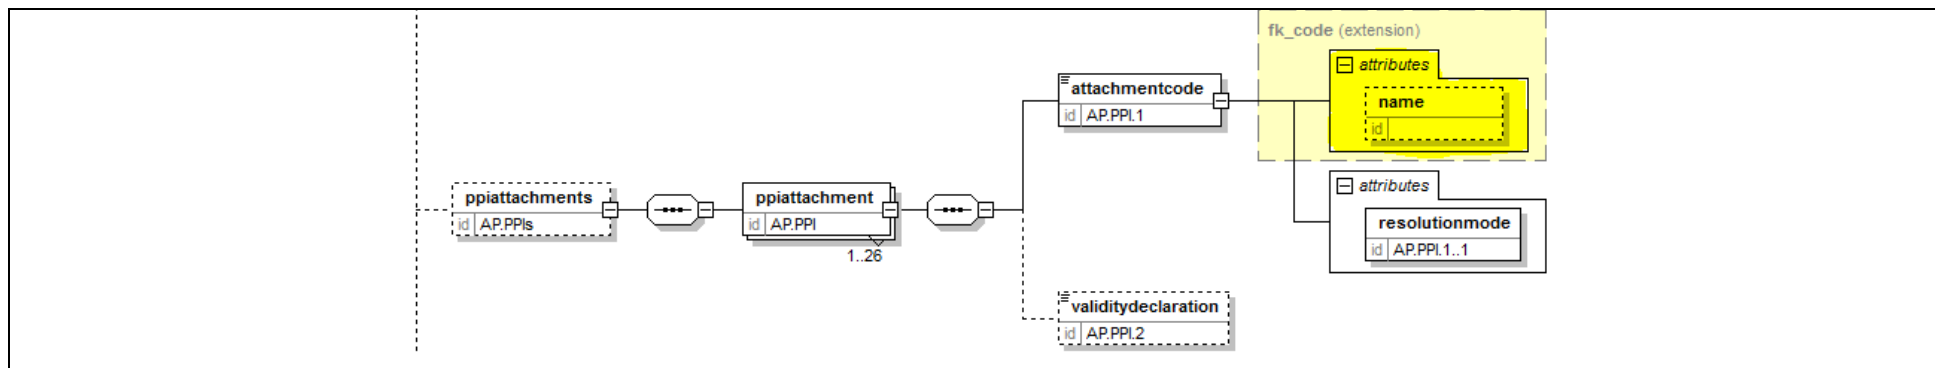 fk_code (extension)
attributes
name
id
attachmentcode
id AP.PPI.1
attributes
resolutionmode
id AP.PPI.1..1
ppiattachments
id AP.PPIs
ppiattachment
id AP.PPI
1..26
validitydeclaration
id AP.PPI.2